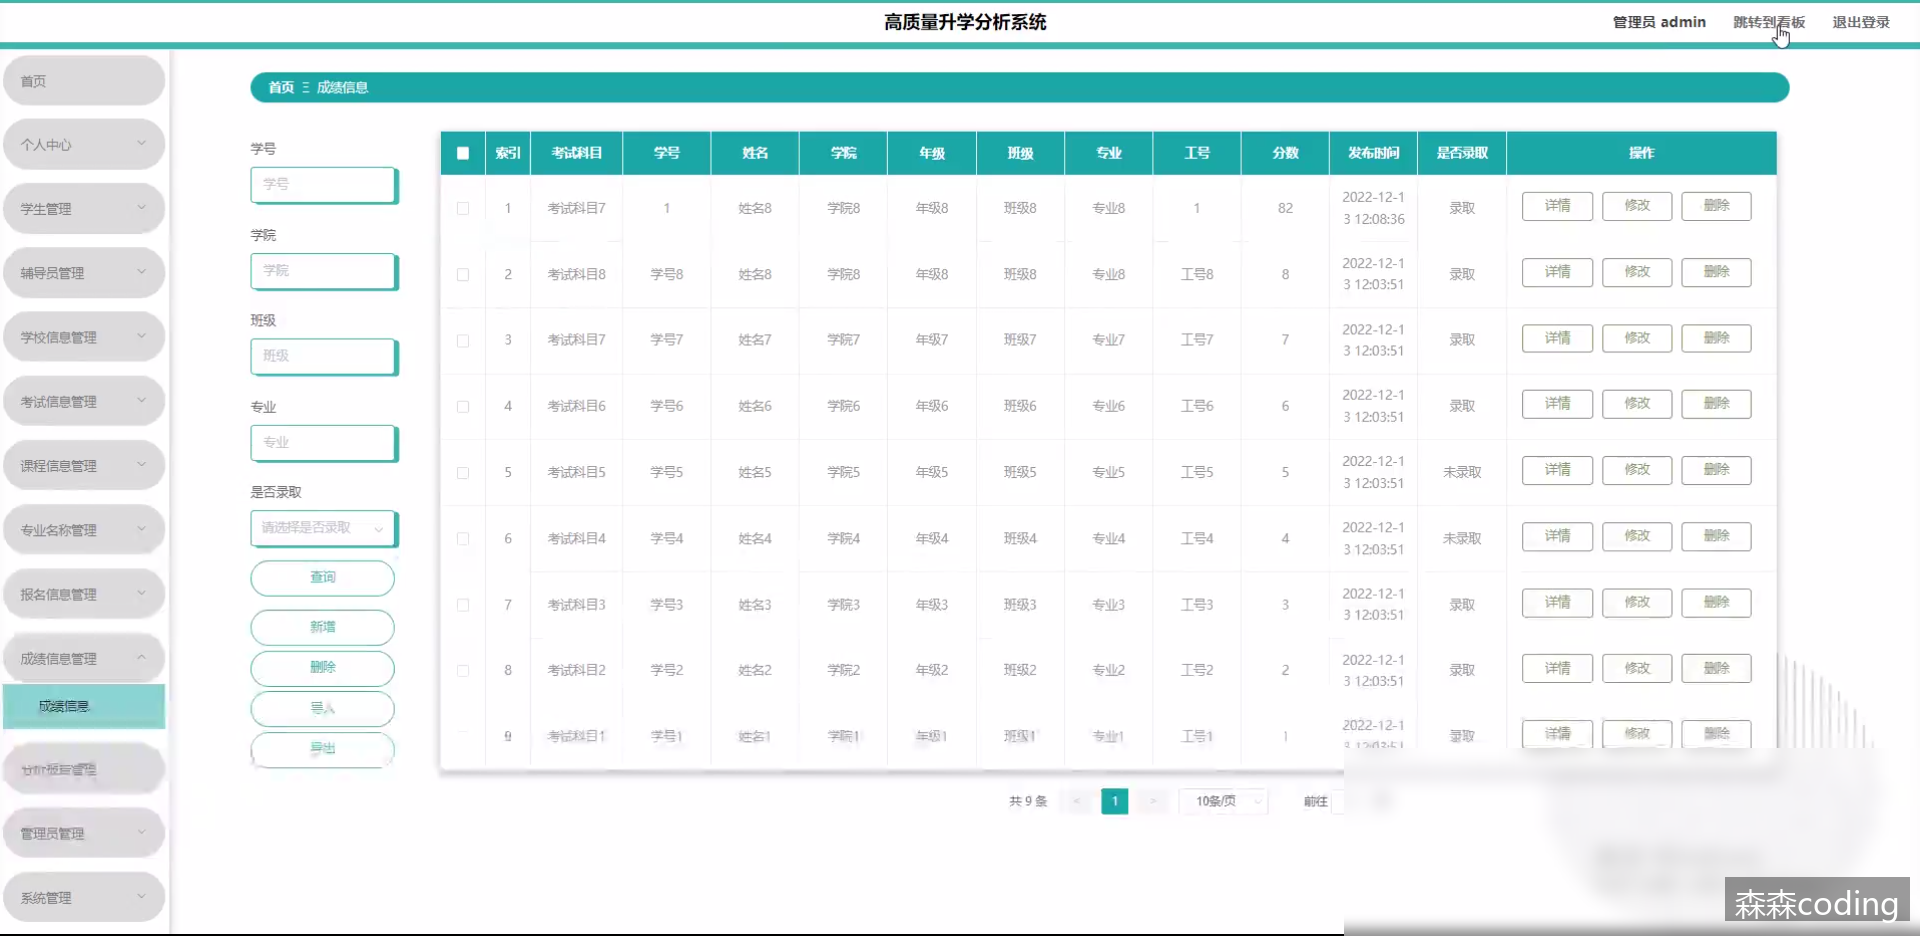 高质量升学分析系统
管理员 admin 跳转到看板 退出登录
首页
个人中心
学生管理
辅导员管理
学校信息管理
考试信息管理
课程信息管理
专业名称管理
报名信息管理
成绩信息管理
成绩信息
管理员管理
系统管理
首页 Ξ 成绩信息
学号
学号
学院
学院
班级
班级
专业
专业
是否录取
请选择是否录取
查询
新增
删除
导入
导出
索引 考试科目 学号 姓名 学院 年级 班级 专业 工号 分数 发布时间 是否录取 操作
1 考试科目7 1 姓名8 学院8 年级8 班级8 专业8 1 82 2022-12-13 12:08:36 录取 详情 修改 删除
2 考试科目8 学号8 姓名8 学院8 年级8 班级8 专业8 工号8 8 2022-12-13 12:03:51 录取 详情 修改 删除
3 考试科目7 学号7 姓名7 学院7 年级7 班级7 专业7 工号7 7 2022-12-13 12:03:51 录取 详情 修改 删除
4 考试科目6 学号6 姓名6 学院6 年级6 班级6 专业6 工号6 6 2022-12-13 12:03:51 录取 详情 修改 删除
5 考试科目5 学号5 姓名5 学院5 年级5 班级5 专业5 工号5 5 2022-12-13 12:03:51 未录取 详情 修改 删除
6 考试科目4 学号4 姓名4 学院4 年级4 班级4 专业4 工号4 4 2022-12-13 12:03:51 未录取 详情 修改 删除
7 考试科目3 学号3 姓名3 学院3 年级3 班级3 专业3 工号3 3 2022-12-13 12:03:51 录取 详情 修改 删除
8 考试科目2 学号2 姓名2 学院2 年级2 班级2 专业2 工号2 2 2022-12-13 12:03:51 录取 详情 修改 删除
9 考试科目1 学号1 姓名1 学院1 年级1 班级1 专业1 工号1 1 2022-12-13 12:03:51 录取 详情 修改 删除
共 9 条 < 1 > 10条/页 前往
森森coding